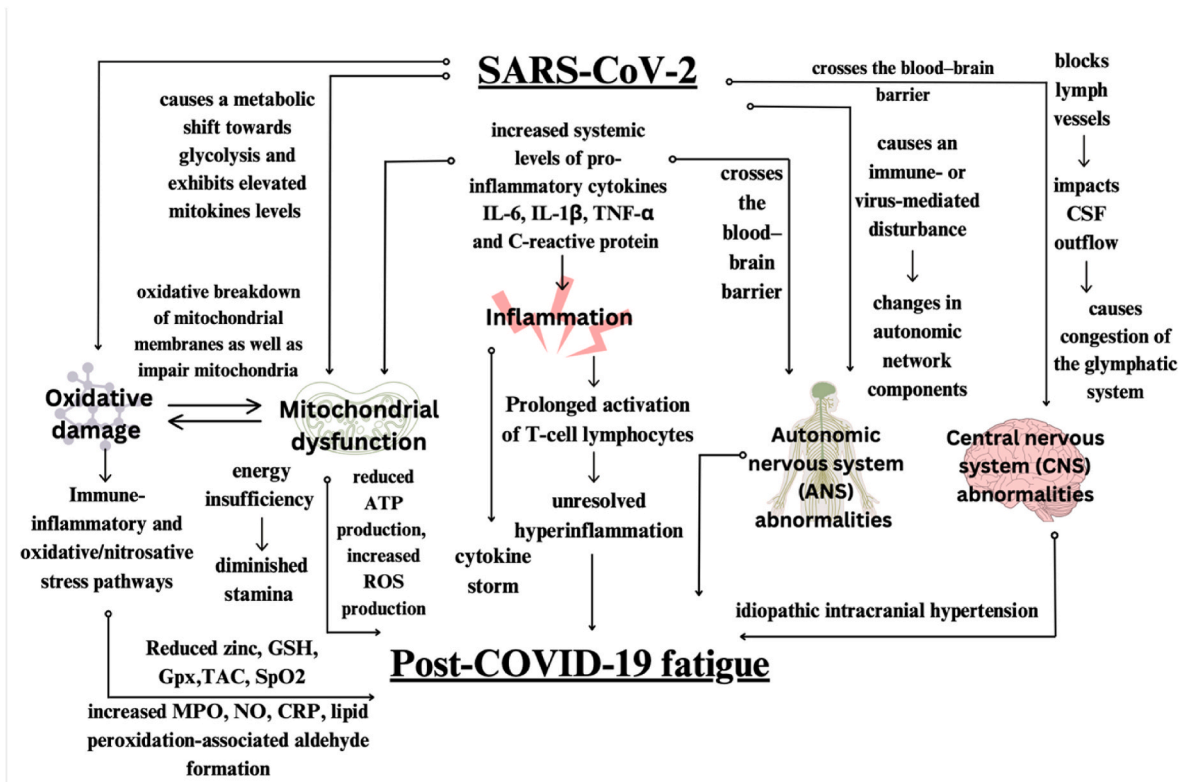 SARS-CoV-2
causes a metabolic
shift towards
glycolysis and
exhibits elevated
mitokines levels
increased systemic
levels of pro-
inflammatory cytokines
IL-6, IL-1β, TNF-α
and C-reactive protein
crosses
the
blood–
brain
barrier
crosses the blood–brain
barrier
causes an
immune- or
virus-mediated
disturbance
changes in
autonomic
network
components
blocks
lymph
vessels
impacts
CSF
outflow
causes
congestion of
the glymphatic
system
oxidative breakdown
of mitochondrial
membranes as well as
impair mitochondria
Inflammation
Oxidative
damage
Mitochondrial
dysfunction
Prolonged activation
of T-cell lymphocytes
unresolved
hyperinflammation
cytokine
storm
Autonomic
nervous system
(ANS)
abnormalities
Central nervous
system (CNS)
abnormalities
Immune-
inflammatory and
oxidative/nitrosative
stress pathways
energy
insufficiency
diminished
stamina
reduced
ATP
production,
increased
ROS
production
idiopathic intracranial hypertension
Reduced zinc, GSH,
Gpx,TAC, SpO2
increased MPO, NO, CRP, lipid
peroxidation-associated aldehyde
formation
Post-COVID-19 fatigue